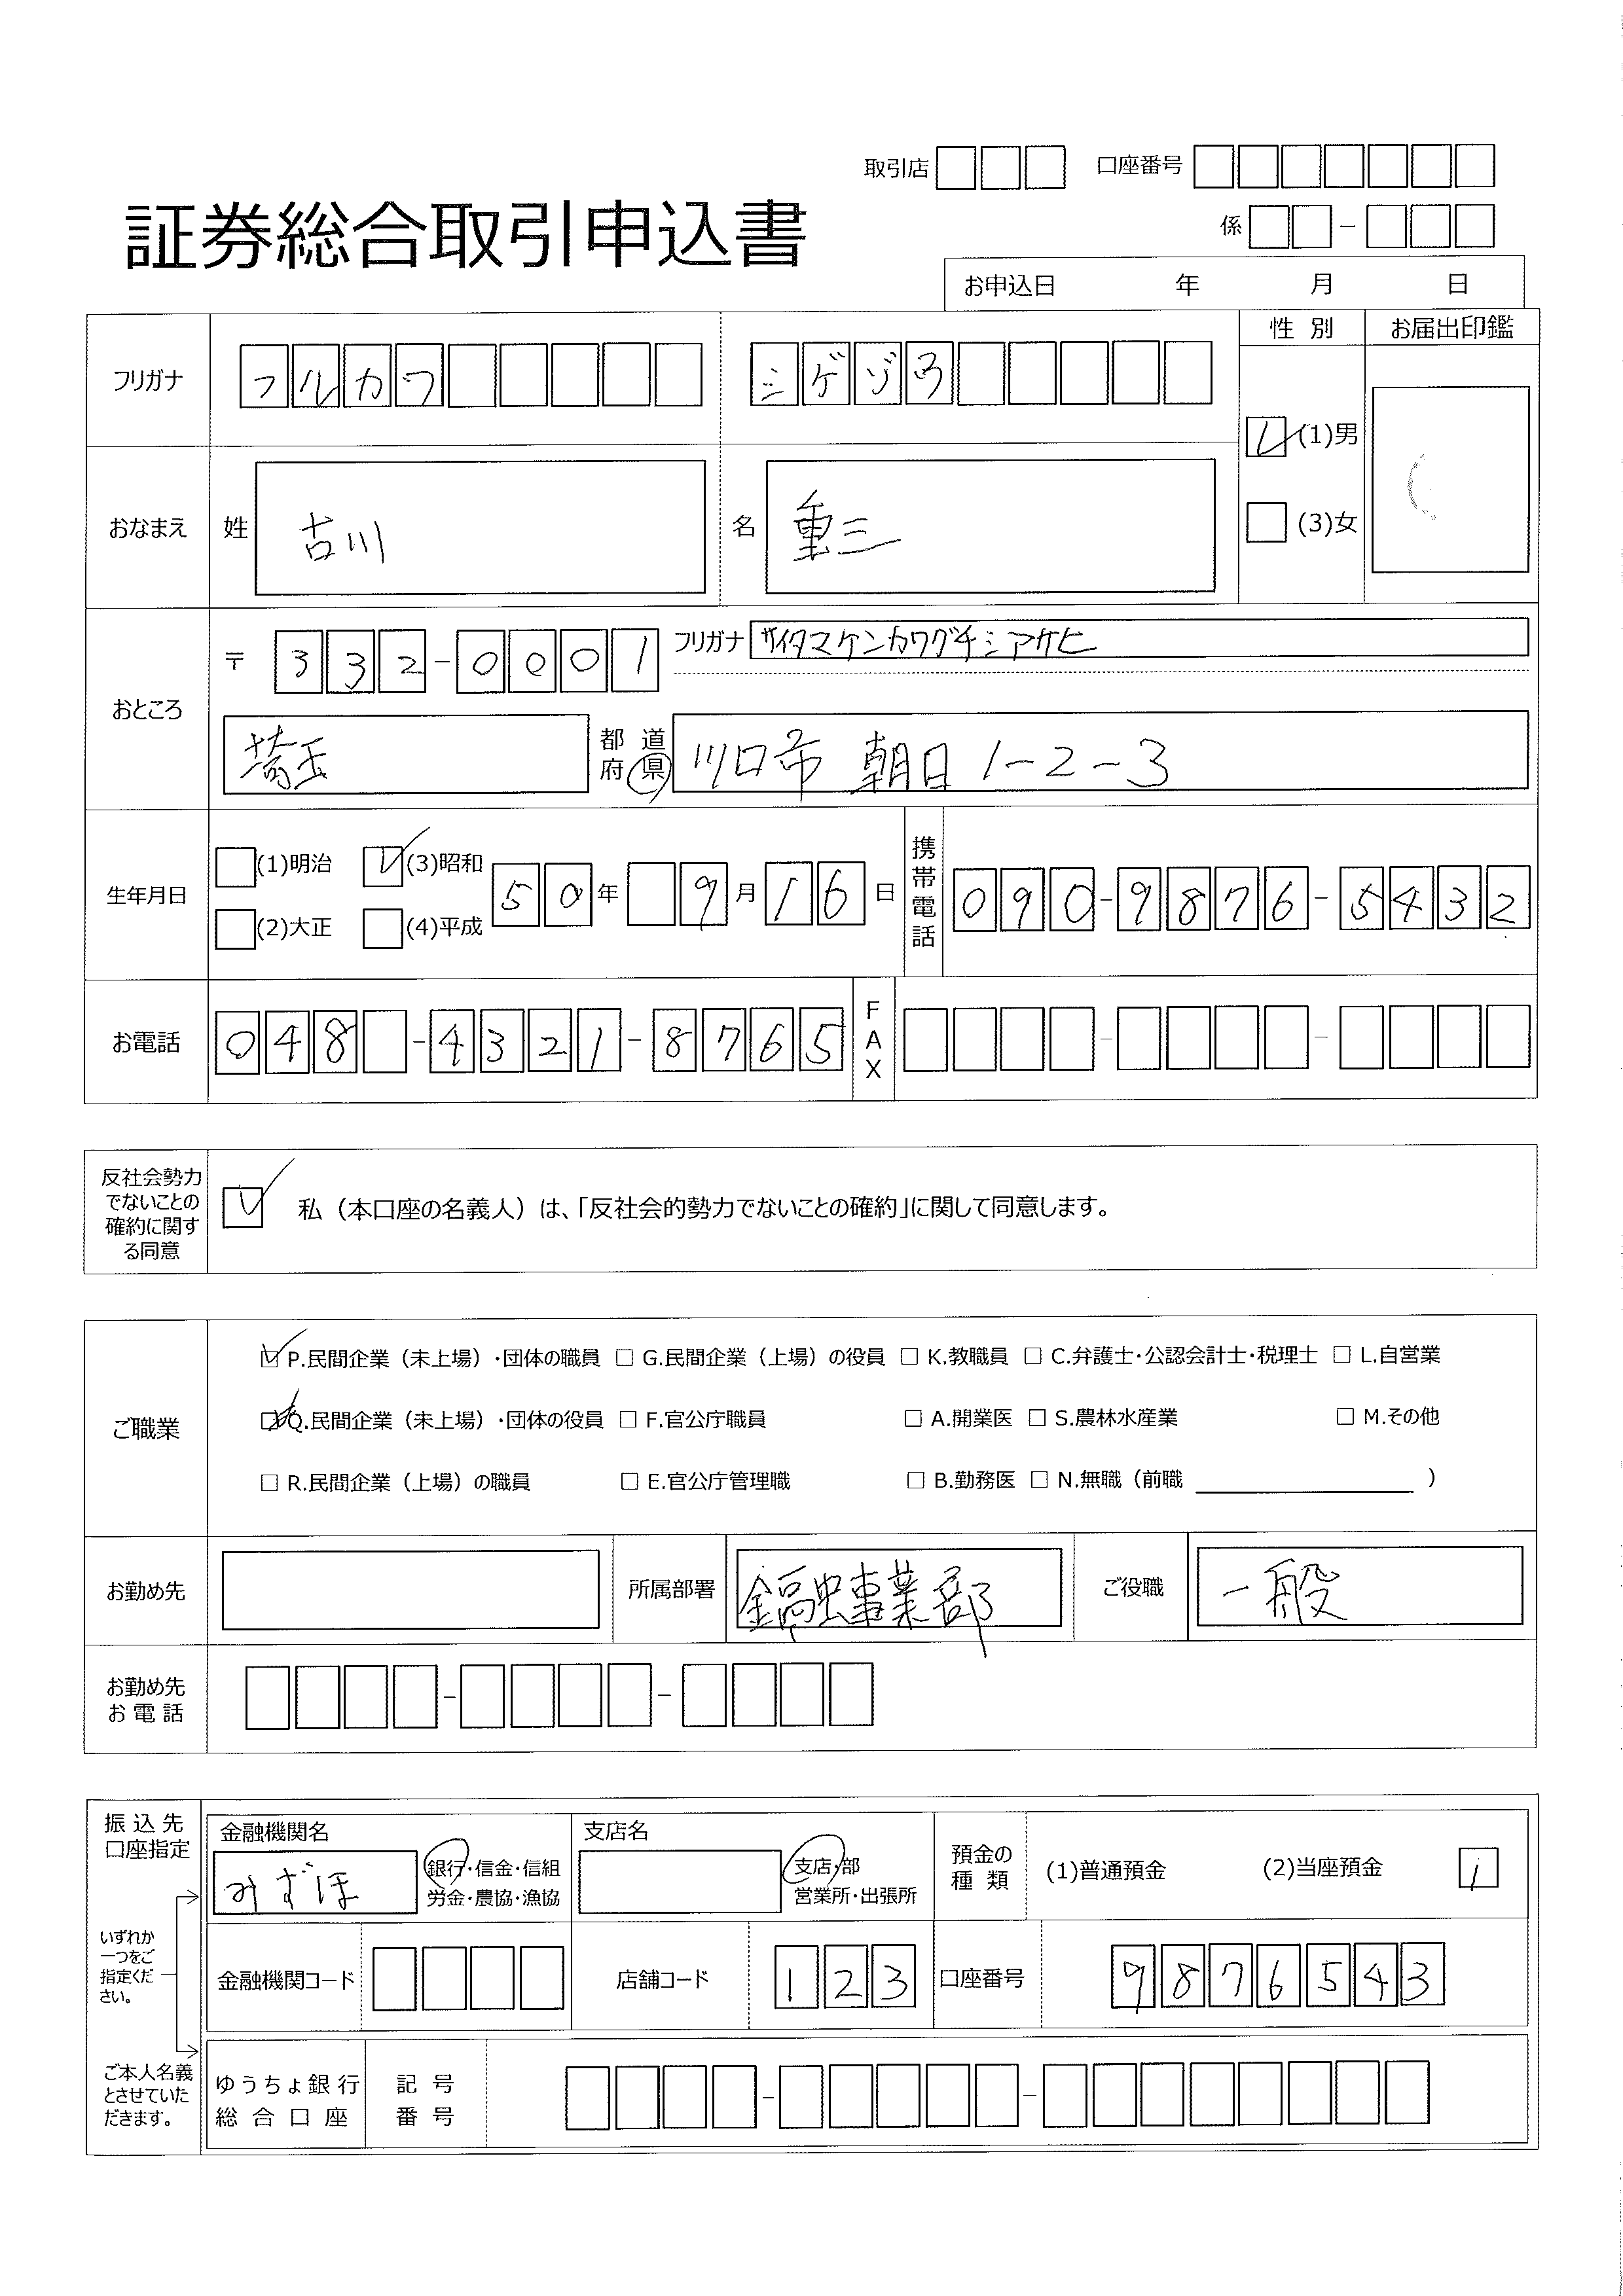 取引店 口座番号
証券総合取引申込書
係 -
お申込日 年 月 日
フリガナ フルカワ シゲゾウ
性別 お届出印鑑
☑(1)男
□(3)女
おなまえ 姓 古川 名 重三
おところ 〒332-0001 フリガナ サイタマケンカワグチシアサヒ
埼玉 都道府県 川口市 朝日 1-2-3
生年月日 □(1)明治 ☑(3)昭和 50年 9月16日
□(2)大正 □(4)平成
携帯電話 090-9876-5432
お電話 048-4321-8765 FAX - -
反社会勢力でないことの確約に関する同意
☑ 私（本口座の名義人）は、「反社会的勢力でないことの確約」に関して同意します。
ご職業
☑P.民間企業（未上場）・団体の職員 □G.民間企業（上場）の役員 □K.教職員 □C.弁護士・公認会計士・税理士 □L.自営業
□Q.民間企業（未上場）・団体の役員 □F.官公庁職員 □A.開業医 □S.農林水産業 □M.その他
□R.民間企業（上場）の職員 □E.官公庁管理職 □B.勤務医 □N.無職（前職 ）
お勤め先 所属部署 金融事業部 ご役職 一般
お勤め先お電話 - -
振込先口座指定
いずれか一つをご指定ください。
ご本人名義とさせていただきます。
金融機関名 みずほ 銀行・信金・信組
労金・農協・漁協
支店名 支店・部
営業所・出張所
預金の種類 (1)普通預金 (2)当座預金 1
金融機関コード 店舗コード 123 口座番号 9876543
ゆうちょ銀行総合口座 記号番号 - -